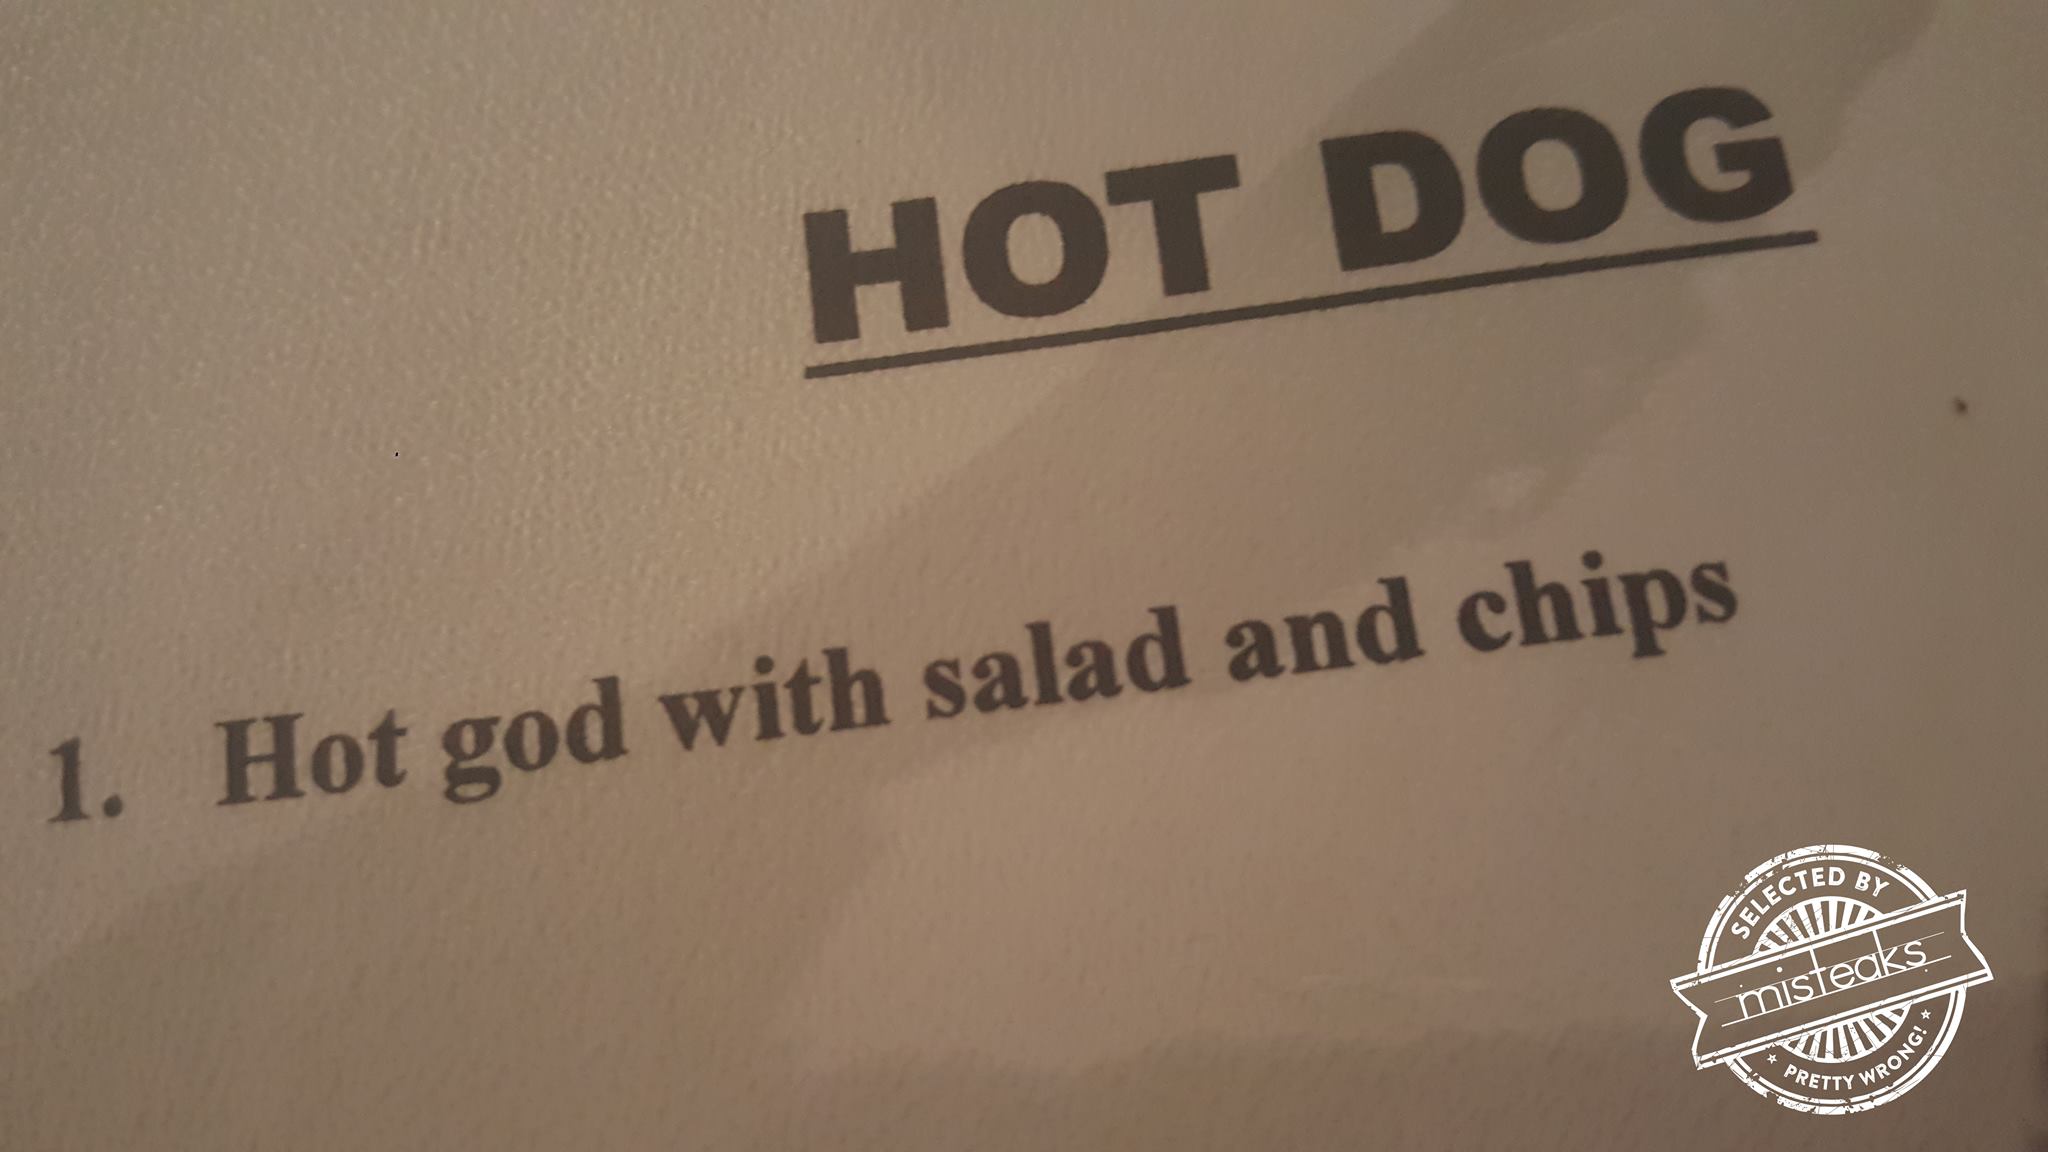 HOT DOG
1. Hot god with salad and chips
SELECTED BY
misteaks
PRETTY WRONG!